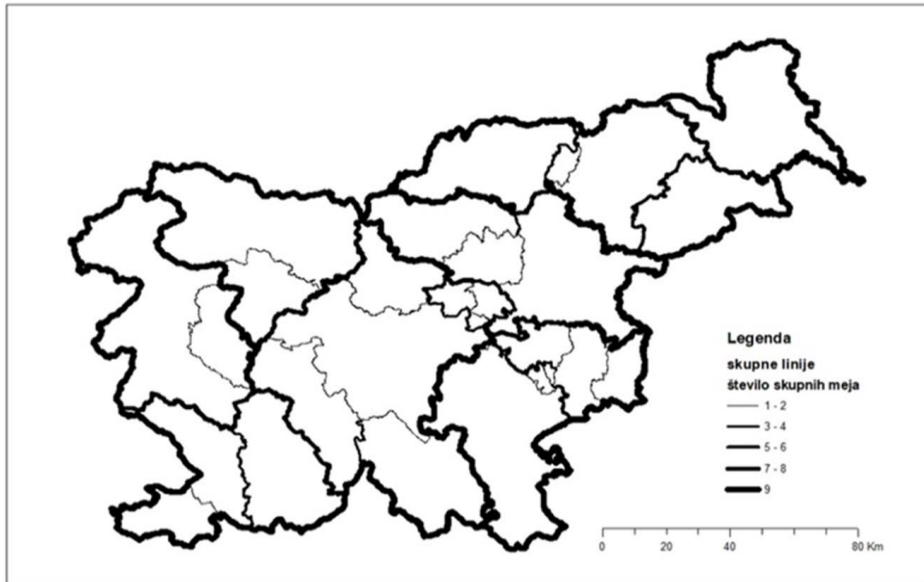 Legenda
skupne linije
število skupnih meja
1 - 2
3 - 4
5 - 6
7 - 8
9
0 20 40 80 Km